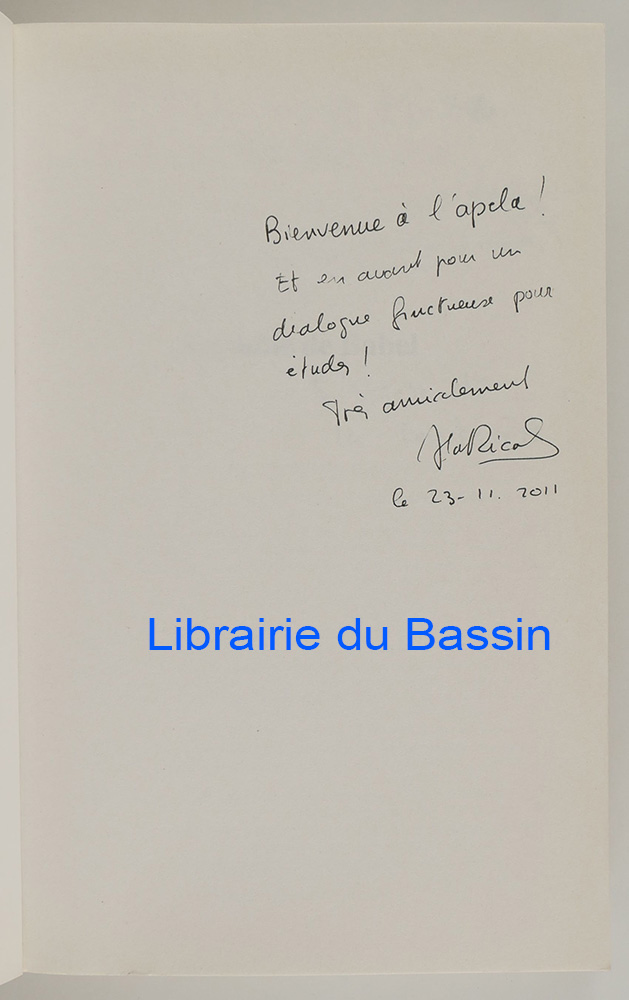 Bienvenue à l'apela !
Et en avant pour un
dialogue fructueux pour
études !
Très amicalement
le 23-11. 2011
Librairie du Bassin